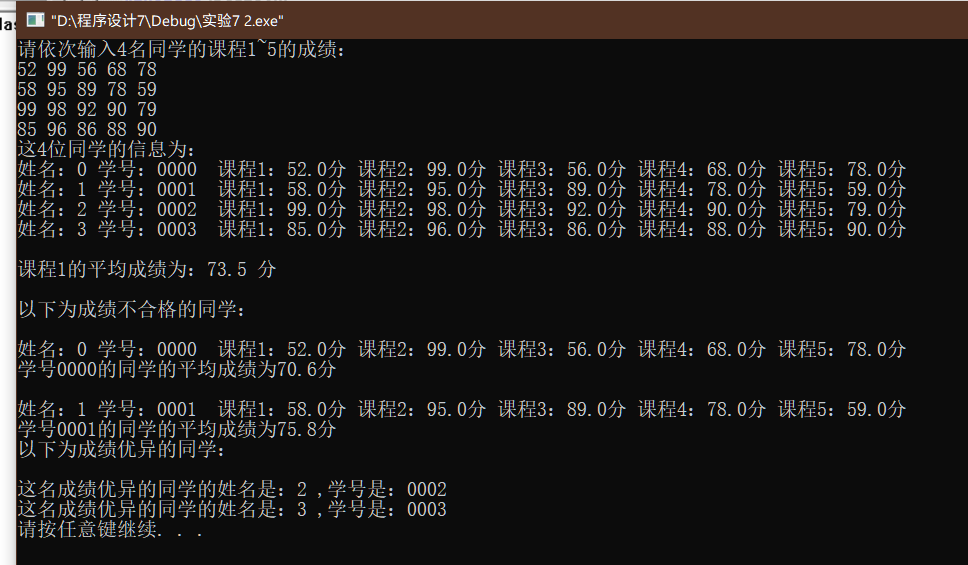 las
"D:\程序设计7\Debug\实验7 2.exe"
请依次输入4名同学的课程1~5的成绩：
52 99 56 68 78
58 95 89 78 59
99 98 92 90 79
85 96 86 88 90
这4位同学的信息为：
姓名：0 学号：0000  课程1：52.0分 课程2：99.0分 课程3：56.0分 课程4：68.0分 课程5：78.0分
姓名：1 学号：0001  课程1：58.0分 课程2：95.0分 课程3：89.0分 课程4：78.0分 课程5：59.0分
姓名：2 学号：0002  课程1：99.0分 课程2：98.0分 课程3：92.0分 课程4：90.0分 课程5：79.0分
姓名：3 学号：0003  课程1：85.0分 课程2：96.0分 课程3：86.0分 课程4：88.0分 课程5：90.0分
课程1的平均成绩为：73.5 分
以下为成绩不合格的同学：
姓名：0 学号：0000  课程1：52.0分 课程2：99.0分 课程3：56.0分 课程4：68.0分 课程5：78.0分
学号0000的同学的平均成绩为70.6分
姓名：1 学号：0001  课程1：58.0分 课程2：95.0分 课程3：89.0分 课程4：78.0分 课程5：59.0分
学号0001的同学的平均成绩为75.8分
以下为成绩优异的同学：
这名成绩优异的同学的姓名是：2 ,学号是：0002
这名成绩优异的同学的姓名是：3 ,学号是：0003
请按任意键继续. . .